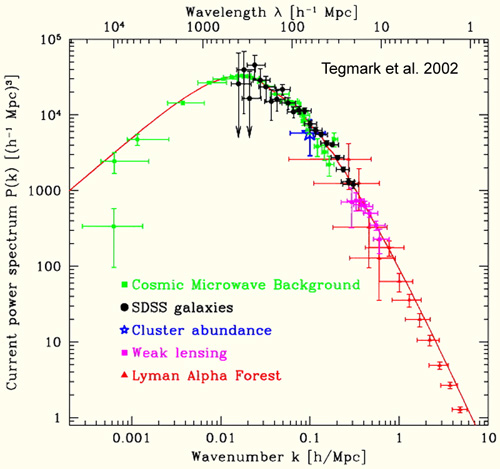 Wavelength λ [h⁻¹ Mpc]
10⁴ 1000 100 10 1
Tegmark et al. 2002
Current power spectrum P(k) [(h⁻¹ Mpc)³]
10⁵
10⁴
1000
100
10
1
Cosmic Microwave Background
SDSS galaxies
Cluster abundance
Weak lensing
Lyman Alpha Forest
0.001 0.01 0.1 1 10
Wavenumber k [h/Mpc]